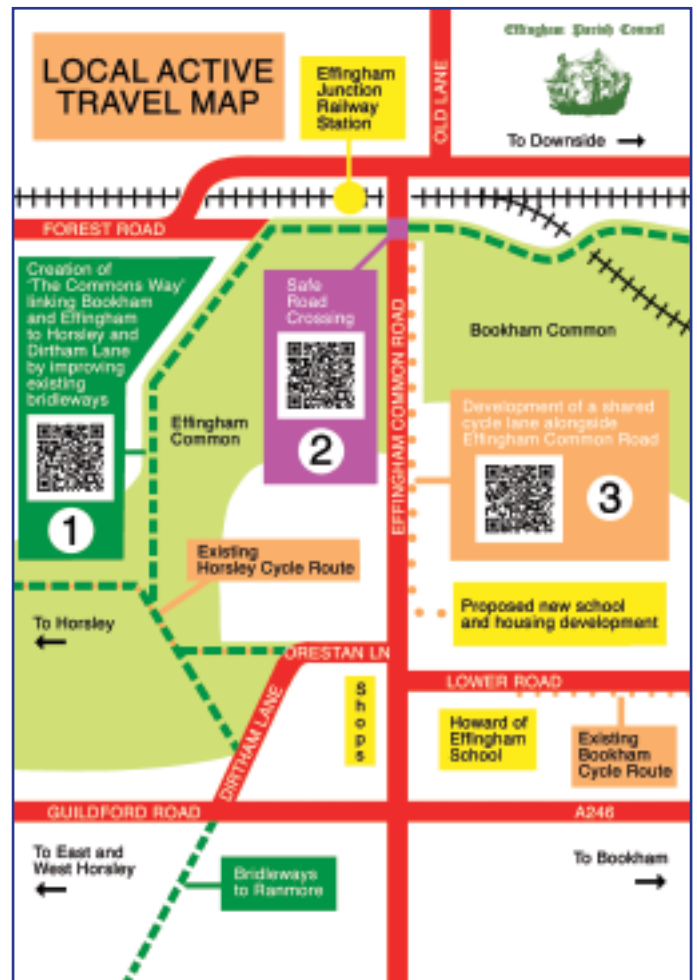 LOCAL ACTIVE
TRAVEL MAP
Effingham
Junction
Railway
Station
OLD LANE
Effingham Parish Council
To Downside
FOREST ROAD
Creation of
'The Commons Way'
linking Bookham
and Effingham
to Horsley and
Dirtham Lane
by improving
existing
bridleways
1
Safe
Road
Crossing
2
Effingham
Common
EFFINGHAM COMMON ROAD
Bookham Common
Development of a shared
cycle lane alongside
Effingham Common Road
3
Existing
Horsley Cycle Route
Proposed new school
and housing development
To Horsley
ORESTAN LN
DIRTHAM LANE
Shops
LOWER ROAD
Howard of
Effingham
School
Existing
Bookham
Cycle Route
GUILDFORD ROAD
A246
To East and
West Horsley
To Bookham
Bridleways
to Ranmore